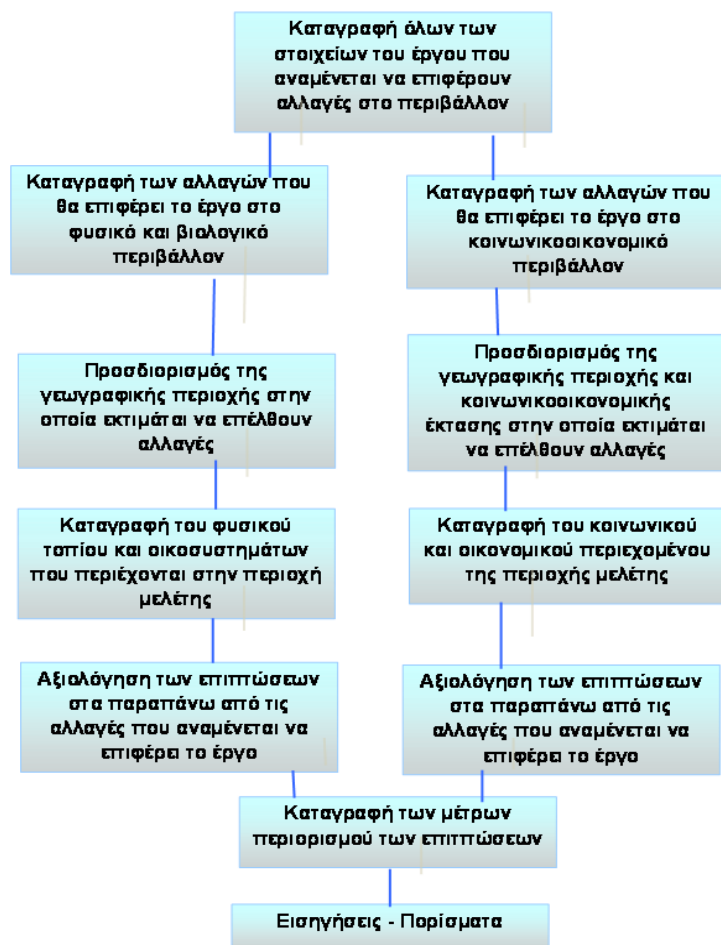 Καταγραφή όλων των
στοιχείων του έργου που
αναμένεται να επιφέρουν
αλλαγές στο περιβάλλον
Καταγραφή των αλλαγών που
θα επιφέρει το έργο στο
φυσικό και βιολογικό
περιβάλλον
Καταγραφή των αλλαγών που
θα επιφέρει το έργο στο
κοινωνικοοικονομικό
περιβάλλον
Προσδιορισμός της
γεωγραφικής περιοχής στην
οποία εκτιμάται να επέλθουν
αλλαγές
Προσδιορισμός της
γεωγραφικής περιοχής και
κοινωνικοοικονομικής
έκτασης στην οποία εκτιμάται
να επέλθουν αλλαγές
Καταγραφή του φυσικού
τοπίου και οικοσυστημάτων
που περιέχονται στην περιοχή
μελέτης
Καταγραφή του κοινωνικού
και οικονομικού περιεχομένου
της περιοχής μελέτης
Αξιολόγηση των επιπτώσεων
στα παραπάνω από τις
αλλαγές που αναμένεται να
επιφέρει το έργο
Αξιολόγηση των επιπτώσεων
στα παραπάνω από τις
αλλαγές που αναμένεται να
επιφέρει το έργο
Καταγραφή των μέτρων
περιορισμού των επιπτώσεων
Εισηγήσεις - Πορίσματα